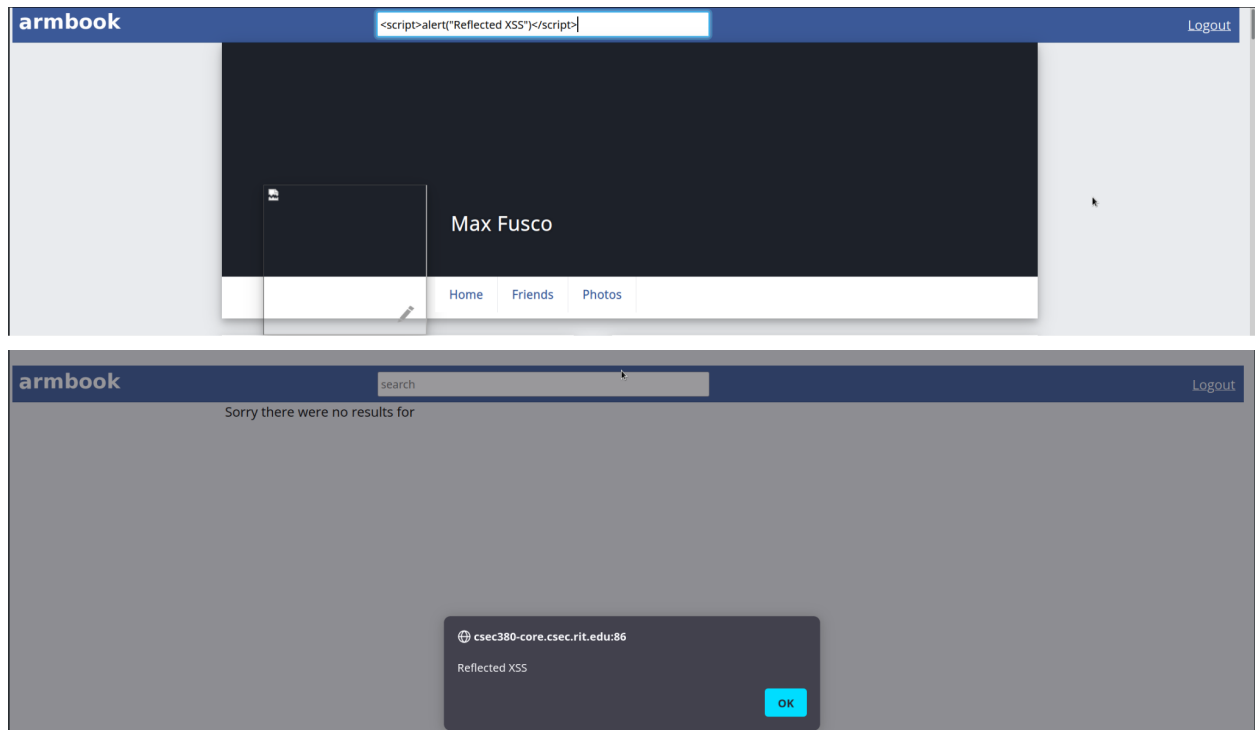 armbook <script>alert("Reflected XSS")</script> Logout
Max Fusco
Home Friends Photos
armbook search Logout
Sorry there were no results for
csec380-core.csec.rit.edu:86
Reflected XSS
OK